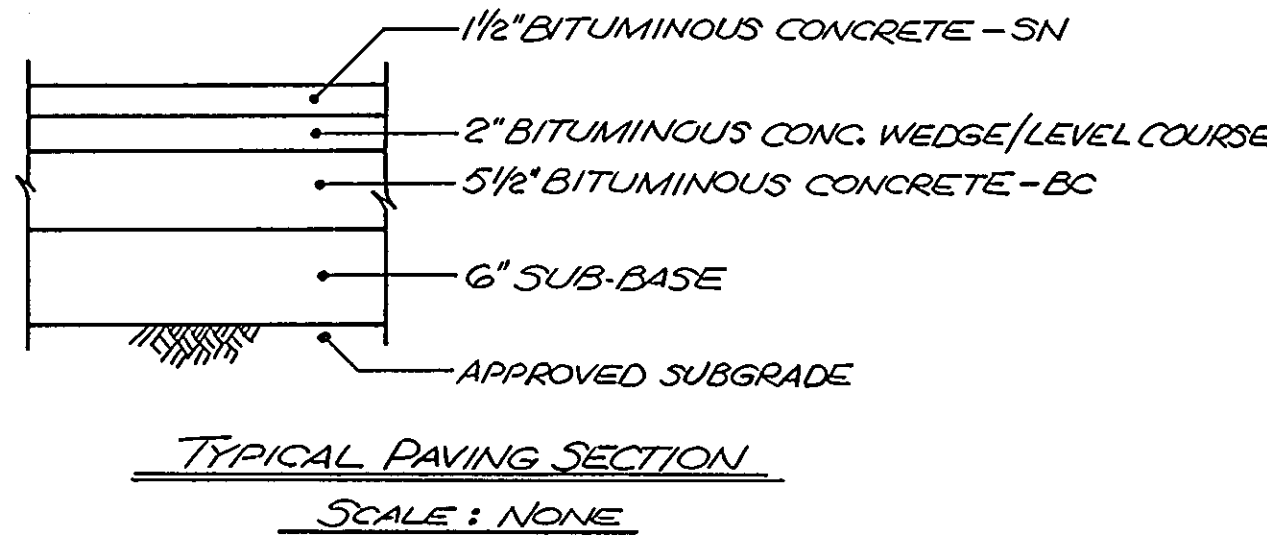 1½" BITUMINOUS CONCRETE - SN
2" BITUMINOUS CONC. WEDGE/LEVEL COURSE
5½" BITUMINOUS CONCRETE - BC
6" SUB-BASE
APPROVED SUBGRADE
TYPICAL PAVING SECTION
SCALE : NONE